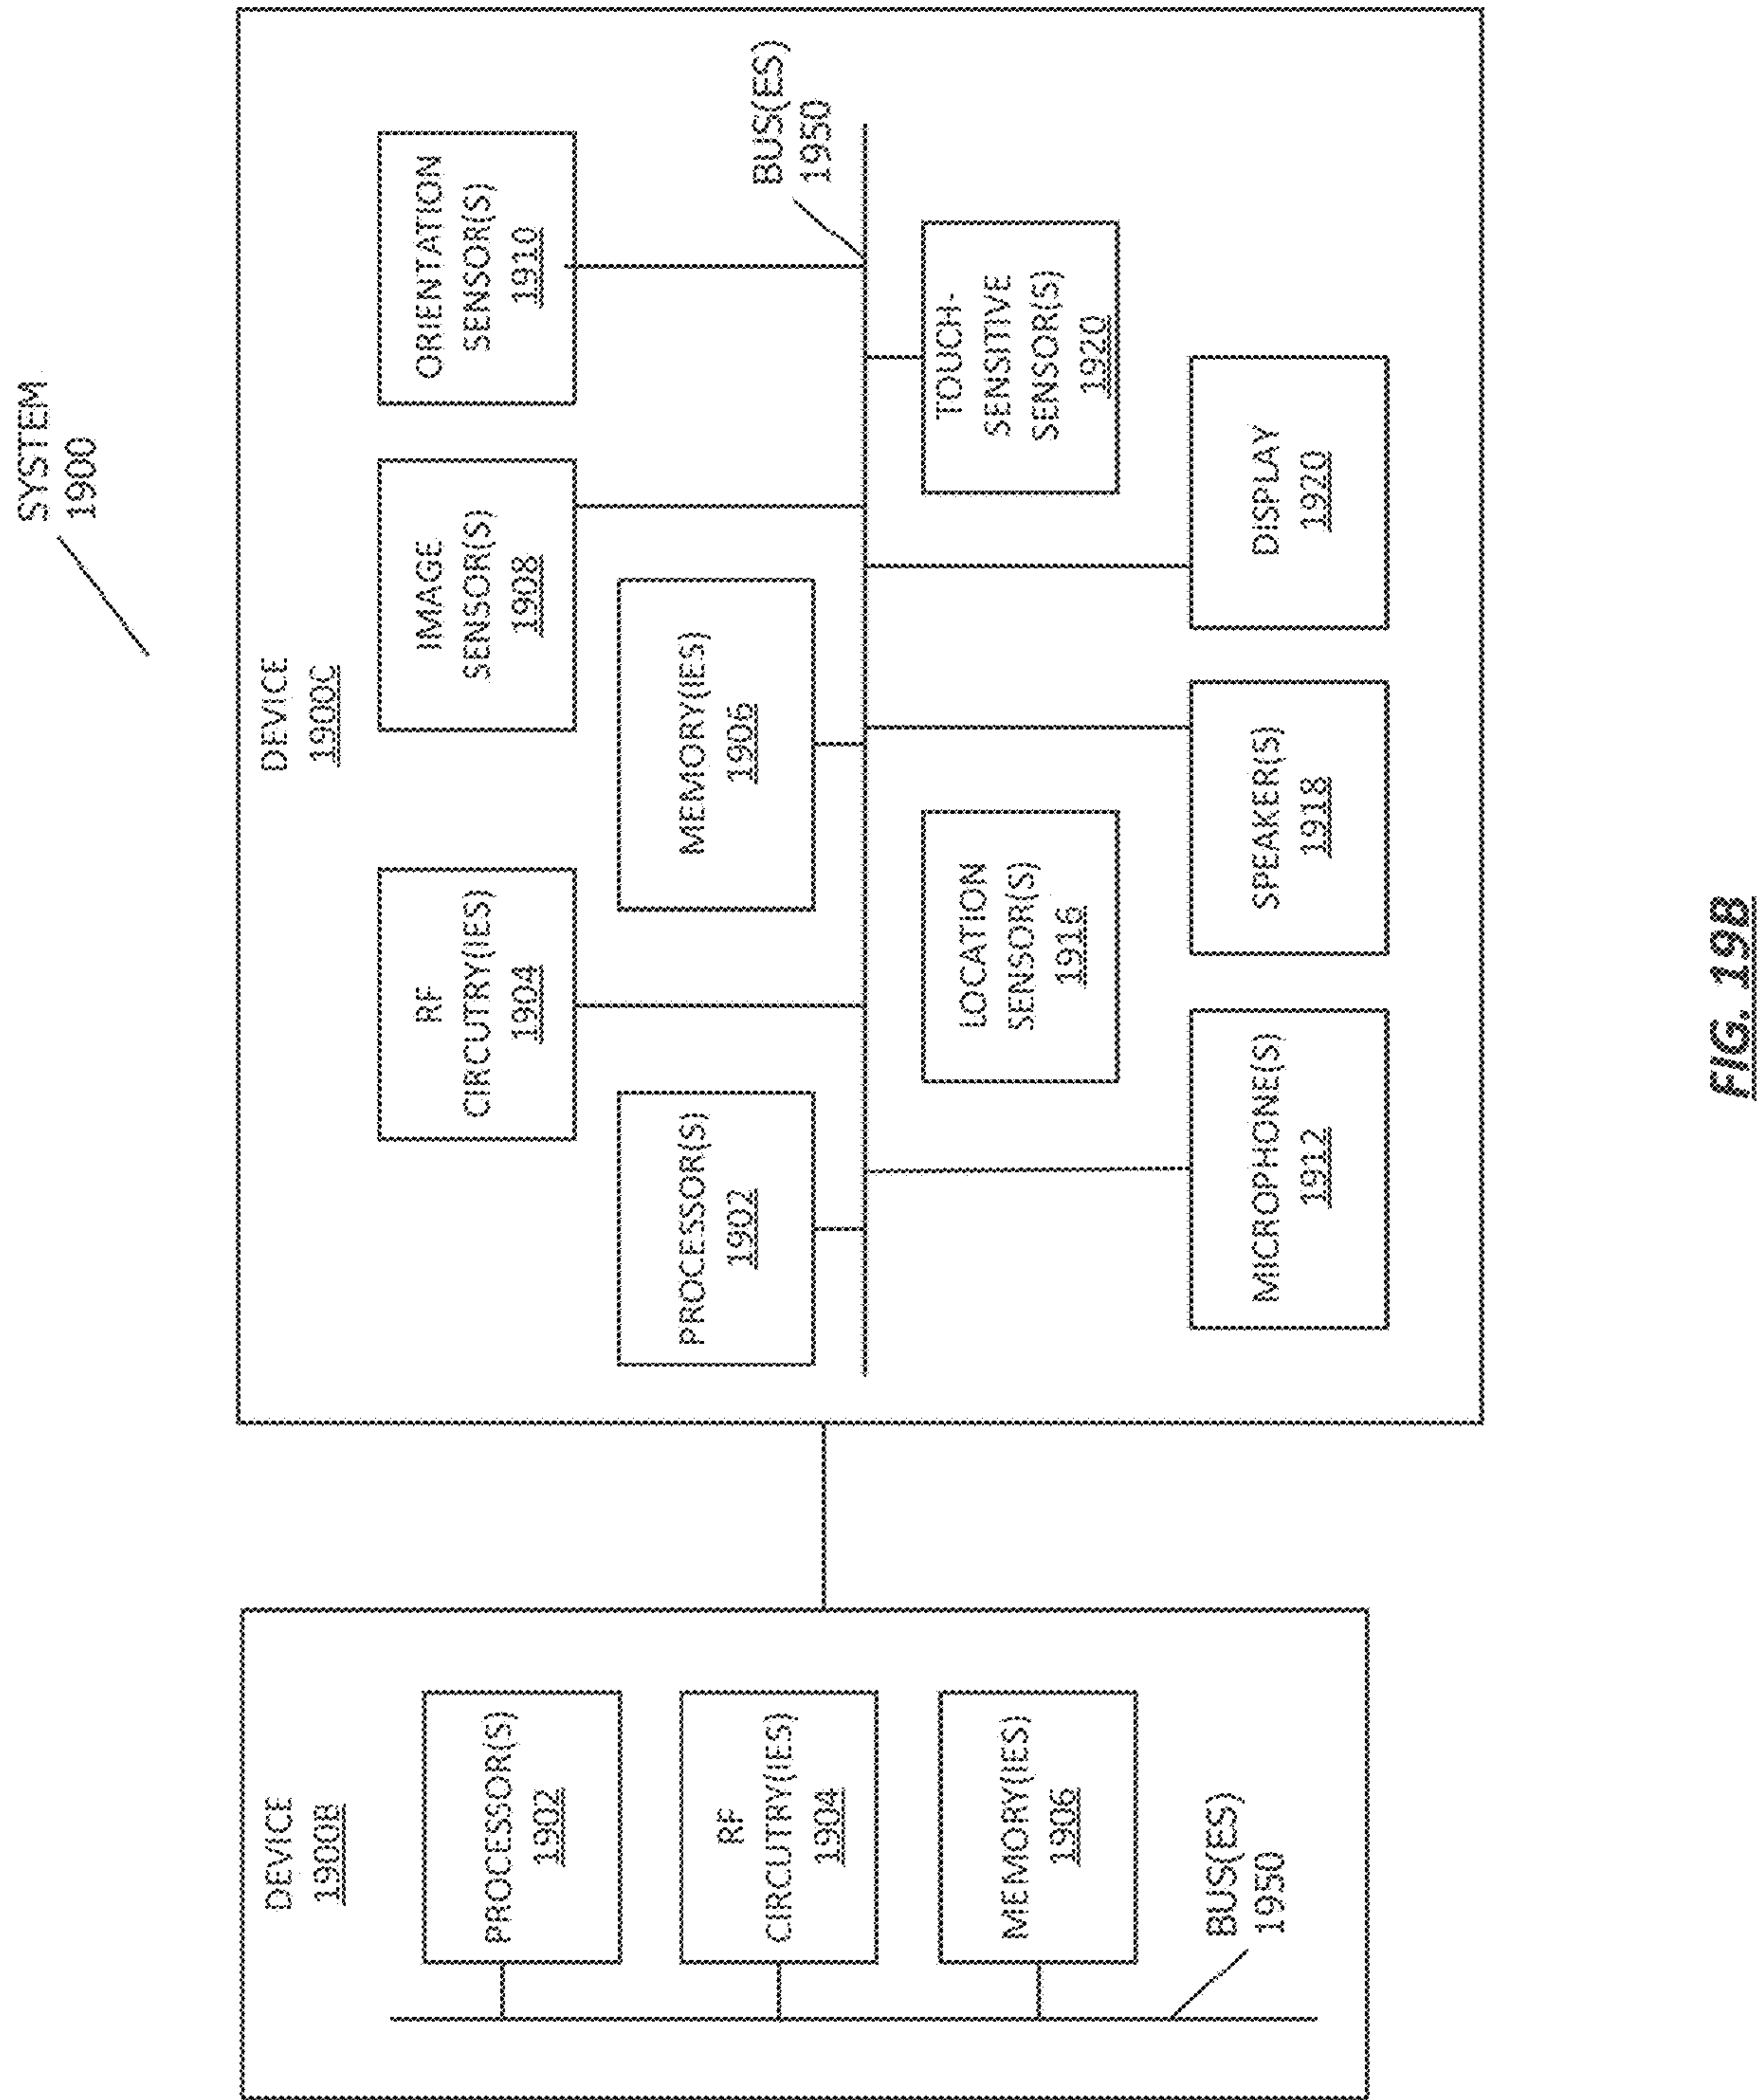 SYSTEM
1900
DEVICE
1900B
PROCESSOR(S)
1902
RF
CIRCUTRY(IES)
1904
MEMORY(IES)
1906
BUS(ES)
1950
DEVICE
1900C
RF
CIRCUTRY(IES)
1904
IMAGE
SENSOR(S)
1908
ORIENTATION
SENSOR(S)
1910
PROCESSOR(S)
1902
MEMORY(IES)
1906
BUS(ES)
1950
LOCATION
SENSOR(S)
1916
TOUCH-
SENSITIVE
SENSOR(S)
1920
MICROPHONE(S)
1912
SPEAKER(S)
1918
DISPLAY
1920
FIG. 19B